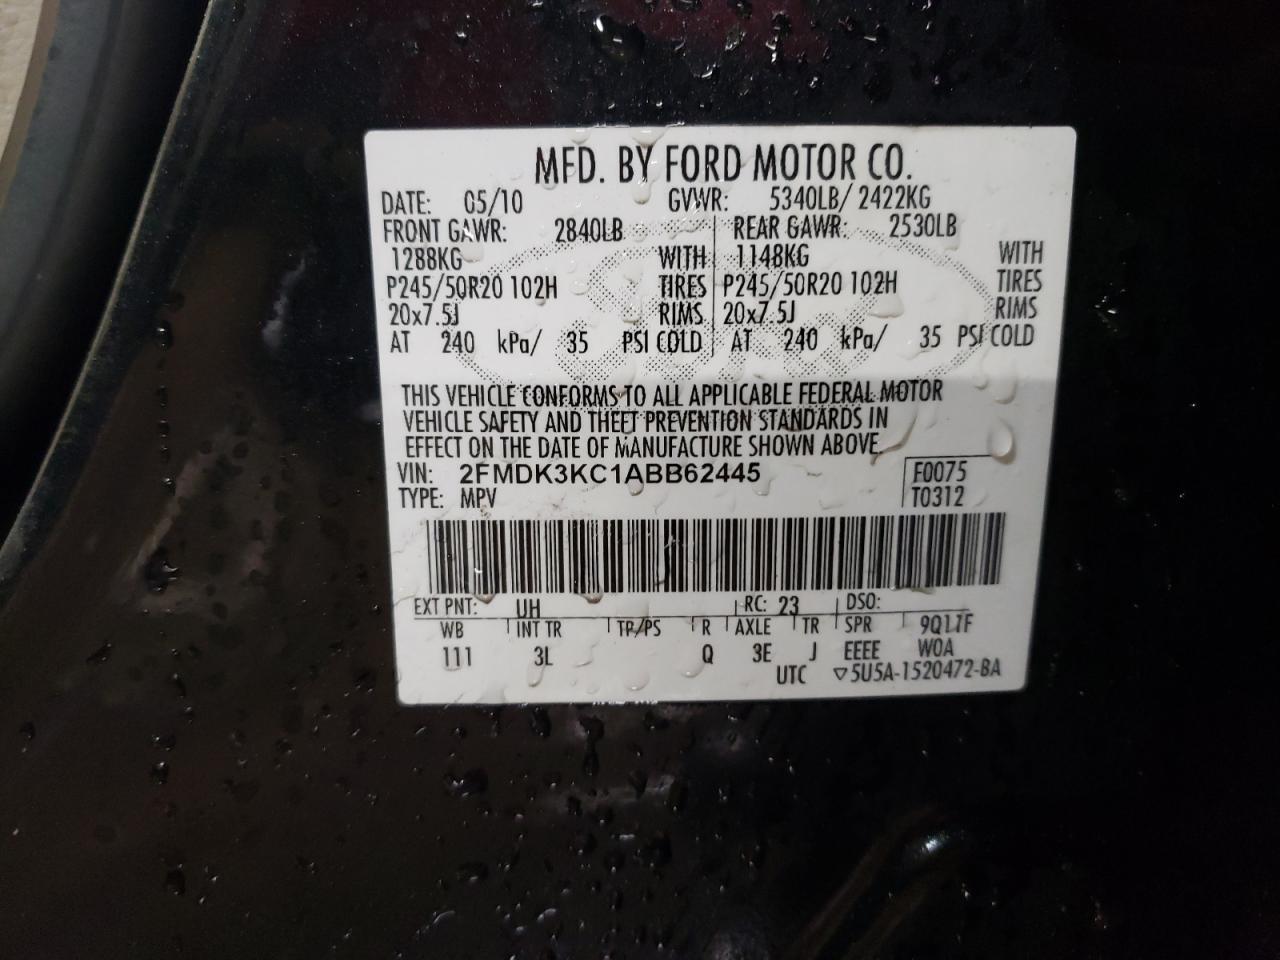 MFD. BY FORD MOTOR CO.
DATE: 05/10 GVWR: 5340LB/ 2422KG
FRONT GAWR: 2840LB REAR GAWR: 2530LB
1288KG WITH 1148KG WITH
P245/50R20 102H TIRES P245/50R20 102H TIRES
20x7.5J RIMS 20x7.5J RIMS
AT 240 kPa/ 35 PSI COLD AT 240 kPa/ 35 PSI COLD
THIS VEHICLE CONFORMS TO ALL APPLICABLE FEDERAL MOTOR
VEHICLE SAFETY AND THEFT PREVENTION STANDARDS IN
EFFECT ON THE DATE OF MANUFACTURE SHOWN ABOVE.
VIN: 2FMDK3KC1ABB62445 F0075
TYPE: MPV T0312
EXT PNT: UH RC: 23 DSO:
WB INT TR TP/PS R AXLE TR SPR 9Q17F
111 3L Q 3E J EEEE WOA
UTC ▽5U5A-1520472-BA